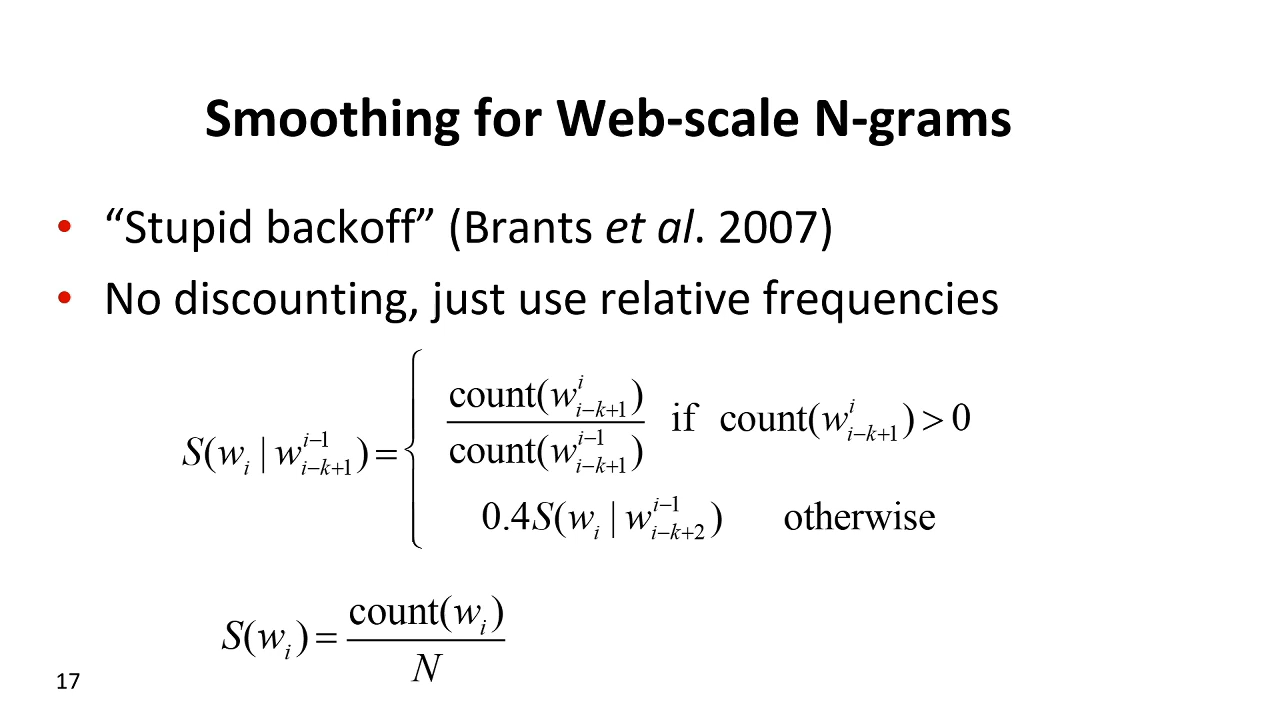 Smoothing for Web-scale N-grams
• “Stupid backoff” (Brants et al. 2007)
• No discounting, just use relative frequencies
S(w_i | w_{i-k+1}^{i-1}) = { count(w_{i-k+1}^{i}) / count(w_{i-k+1}^{i-1}) if count(w_{i-k+1}^{i}) > 0
0.4S(w_i | w_{i-k+2}^{i-1}) otherwise
S(w_i) = count(w_i) / N
17